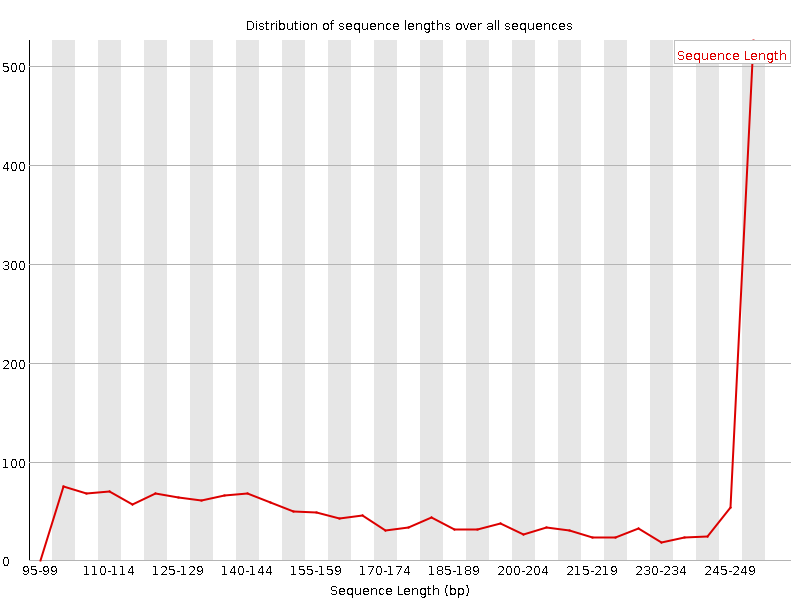 Distribution of sequence lengths over all sequences
Sequence Length
500
400
300
200
100
0
95-99 110-114 125-129 140-144 155-159 170-174 185-189 200-204 215-219 230-234 245-249
Sequence Length (bp)